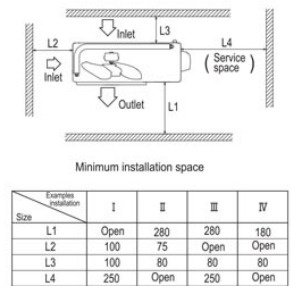 Inlet
L3
L2
L4
( Service
space )
Inlet
Outlet
L1
Minimum installation space
Examples installation
Size
I II III IV
L1 Open 280 280 180
L2 100 75 Open Open
L3 100 80 80 80
L4 250 Open 250 Open